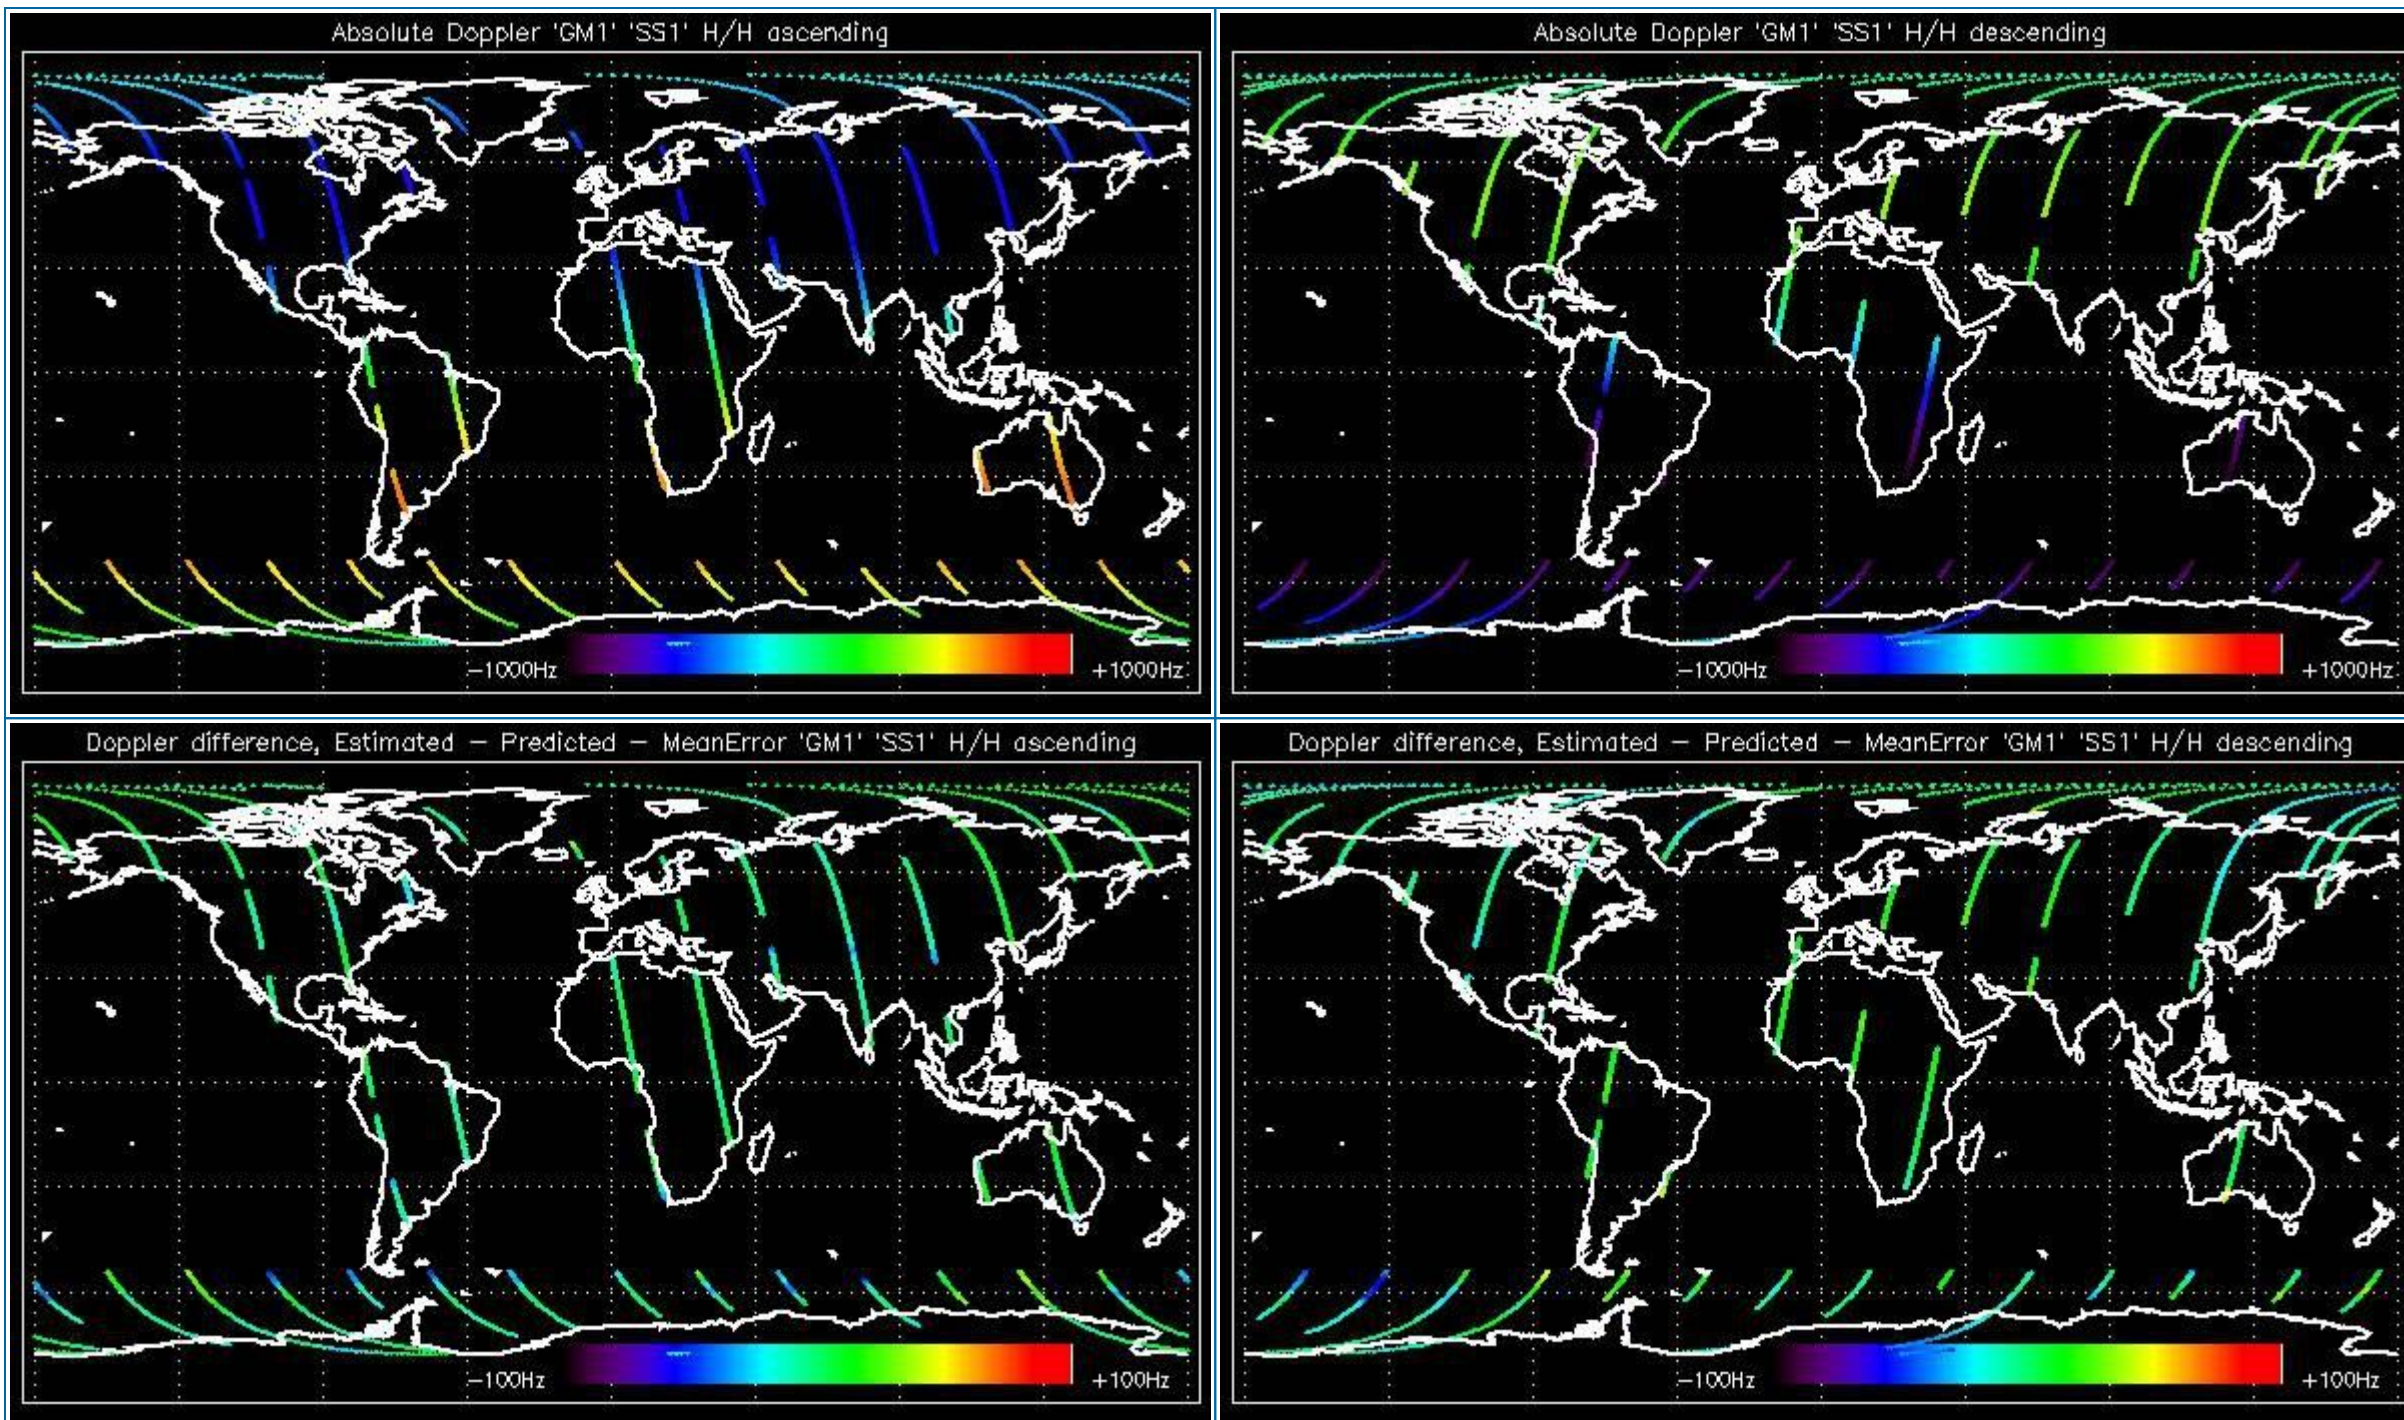 Absolute Doppler 'GM1' 'SS1' H/H ascending
-1000Hz
+1000Hz
Absolute Doppler 'GM1' 'SS1' H/H descending
-1000Hz
+1000Hz
Doppler difference, Estimated - Predicted - MeanError 'GM1' 'SS1' H/H ascending
-100Hz
+100Hz
Doppler difference, Estimated - Predicted - MeanError 'GM1' 'SS1' H/H descending
-100Hz
+100Hz